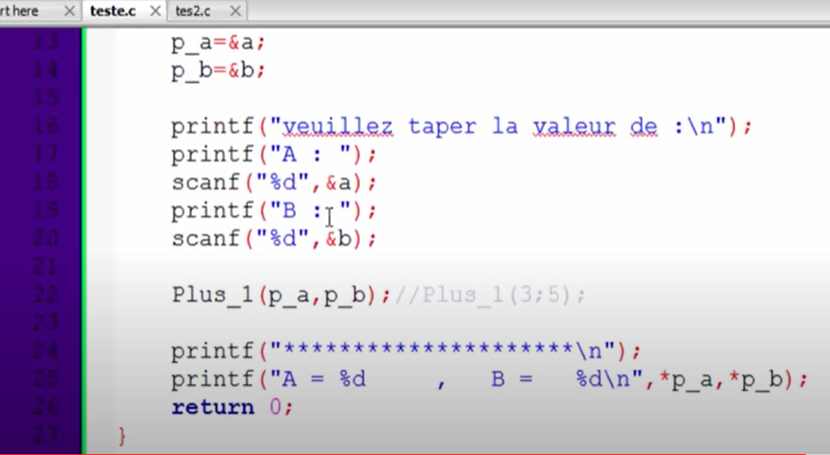 rt here teste.c tes2.c
13 p_a=&a;
14 p_b=&b;
15
16 printf("veuillez taper la valeur de :\n");
17 printf("A : ");
18 scanf("%d",&a);
19 printf("B : ");
20 scanf("%d",&b);
21
22 Plus_1(p_a,p_b);//Plus_1(3;5);
23
24 printf("**********************\n");
25 printf("A = %d , B = %d\n",*p_a,*p_b);
26 return 0;
27 }